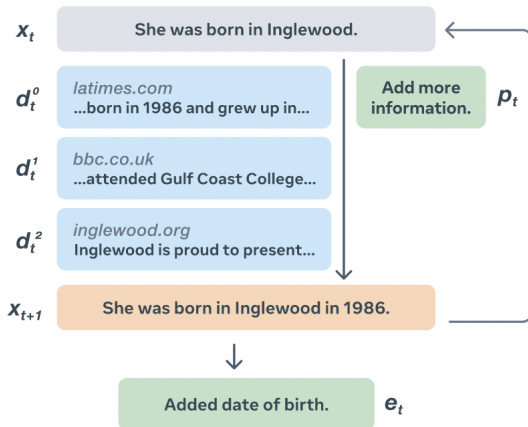 x_t She was born in Inglewood.
d_t^0 latimes.com
...born in 1986 and grew up in...
Add more
information. p_t
d_t^1 bbc.co.uk
...attended Gulf Coast College...
d_t^2 inglewood.org
Inglewood is proud to present...
x_{t+1} She was born in Inglewood in 1986.
Added date of birth. e_t